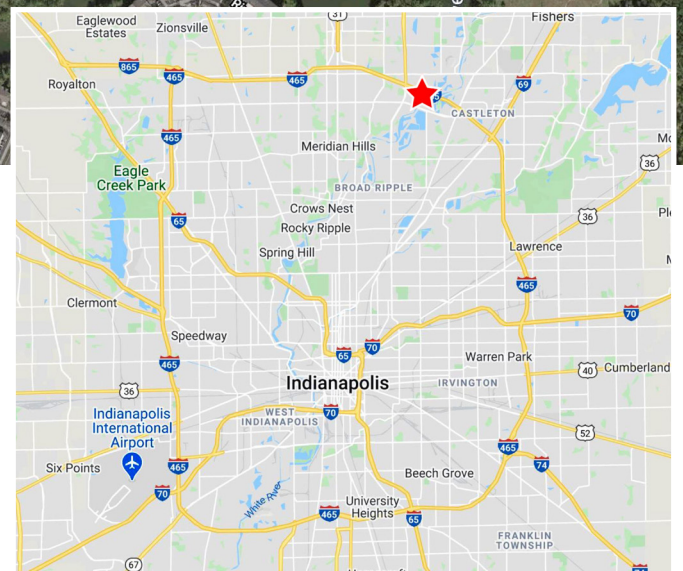 31
Fishers
Eaglewood
Estates
Zionsville
865
465
465
69
Royalton
CASTLETON
465
Meridian Hills
36
Eagle
Creek Park
BROAD RIPPLE
Crows Nest
36
65
Rocky Ripple
Spring Hill
Lawrence
465
Clermont
70
Speedway
70
65
Warren Park
465
40
Cumberland
Indianapolis
IRVINGTON
36
70
WEST
INDIANAPOLIS
Indianapolis
International
Airport
52
465
74
Six Points
465
Beech Grove
70
White River
University
Heights
465
65
FRANKLIN
TOWNSHIP
67